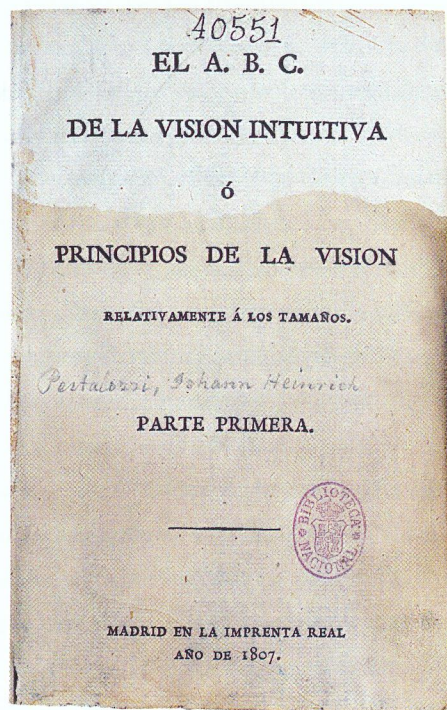 40551
EL A. B. C.
DE LA VISION INTUITIVA
ó
PRINCIPIOS DE LA VISION
RELATIVAMENTE Á LOS TAMAÑOS.
Pestalozzi, Johann Heinrich
PARTE PRIMERA.
BIBLIOTECA
NACIONAL
MADRID EN LA IMPRENTA REAL
AÑO DE 1807.